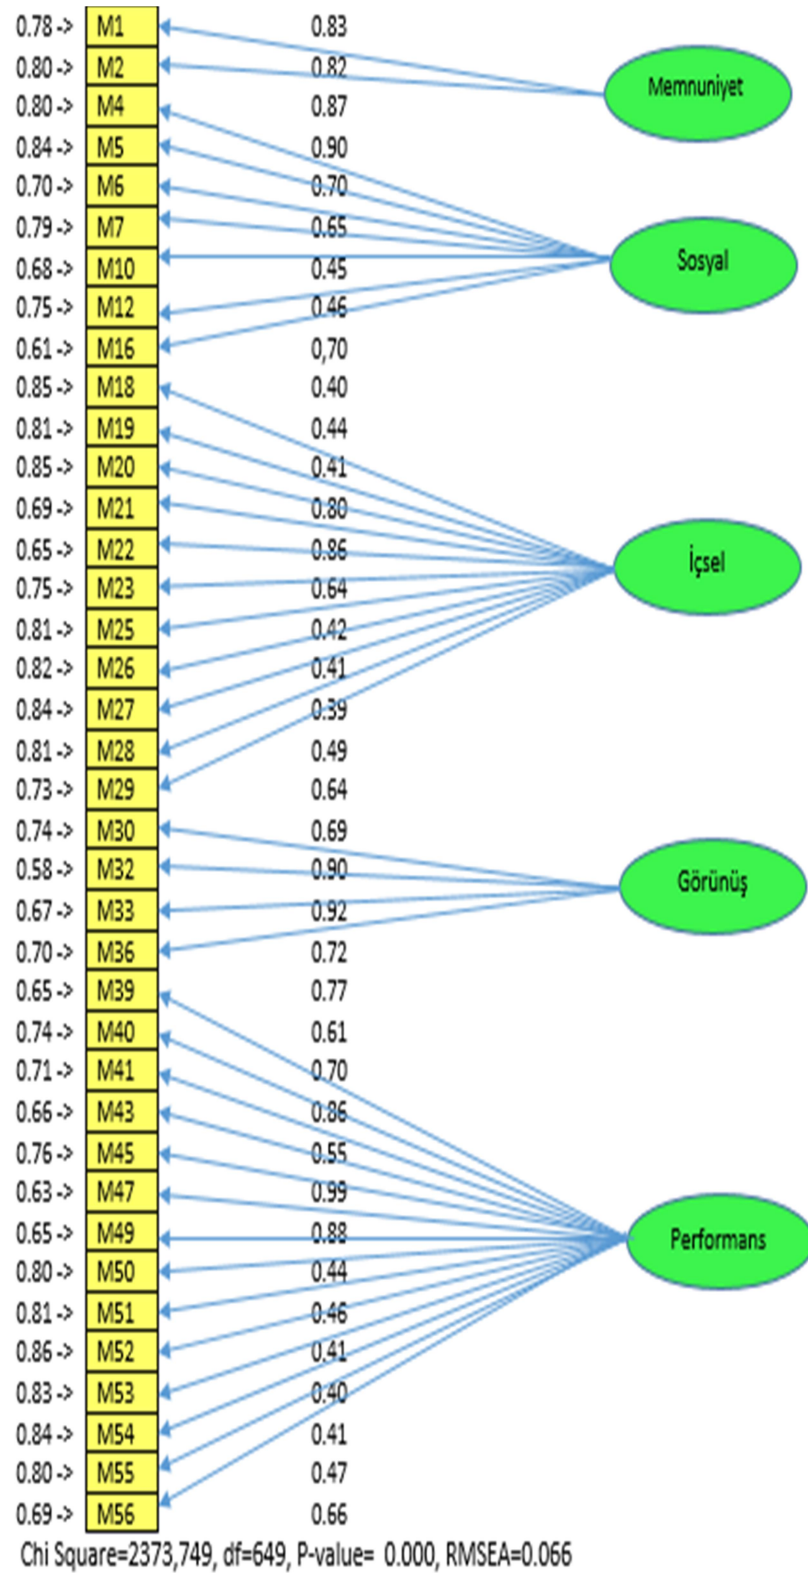 0.78-> M1 0.83
0.80-> M2 0.82
Memnuniyet
0.80-> M4 0.87
0.84-> M5 0.90
0.70-> M6 0.70
0.79-> M7 0.65
Sosyal
0.68-> M10 0.45
0.75-> M12 0.46
0.61-> M16 0,70
0.85-> M18 0.40
0.81-> M19 0.44
0.85-> M20 0.41
0.69-> M21 0.80
0.65-> M22 0.86
İçsel
0.75-> M23 0.64
0.81-> M25 0.42
0.82-> M26 0.41
0.84-> M27 0.39
0.81-> M28 0.49
0.73-> M29 0.64
0.74-> M30 0.69
0.58-> M32 0.90
Görünüş
0.67-> M33 0.92
0.70-> M36 0.72
0.65-> M39 0.77
0.74-> M40 0.61
0.71-> M41 0.70
0.66-> M43 0.86
0.76-> M45 0.55
0.63-> M47 0.99
0.65-> M49 0.88
Performans
0.80-> M50 0.44
0.81-> M51 0.46
0.86-> M52 0.41
0.83-> M53 0.40
0.84-> M54 0.41
0.80-> M55 0.47
0.69-> M56 0.66
Chi Square=2373,749, df=649, P-value= 0.000, RMSEA=0.066